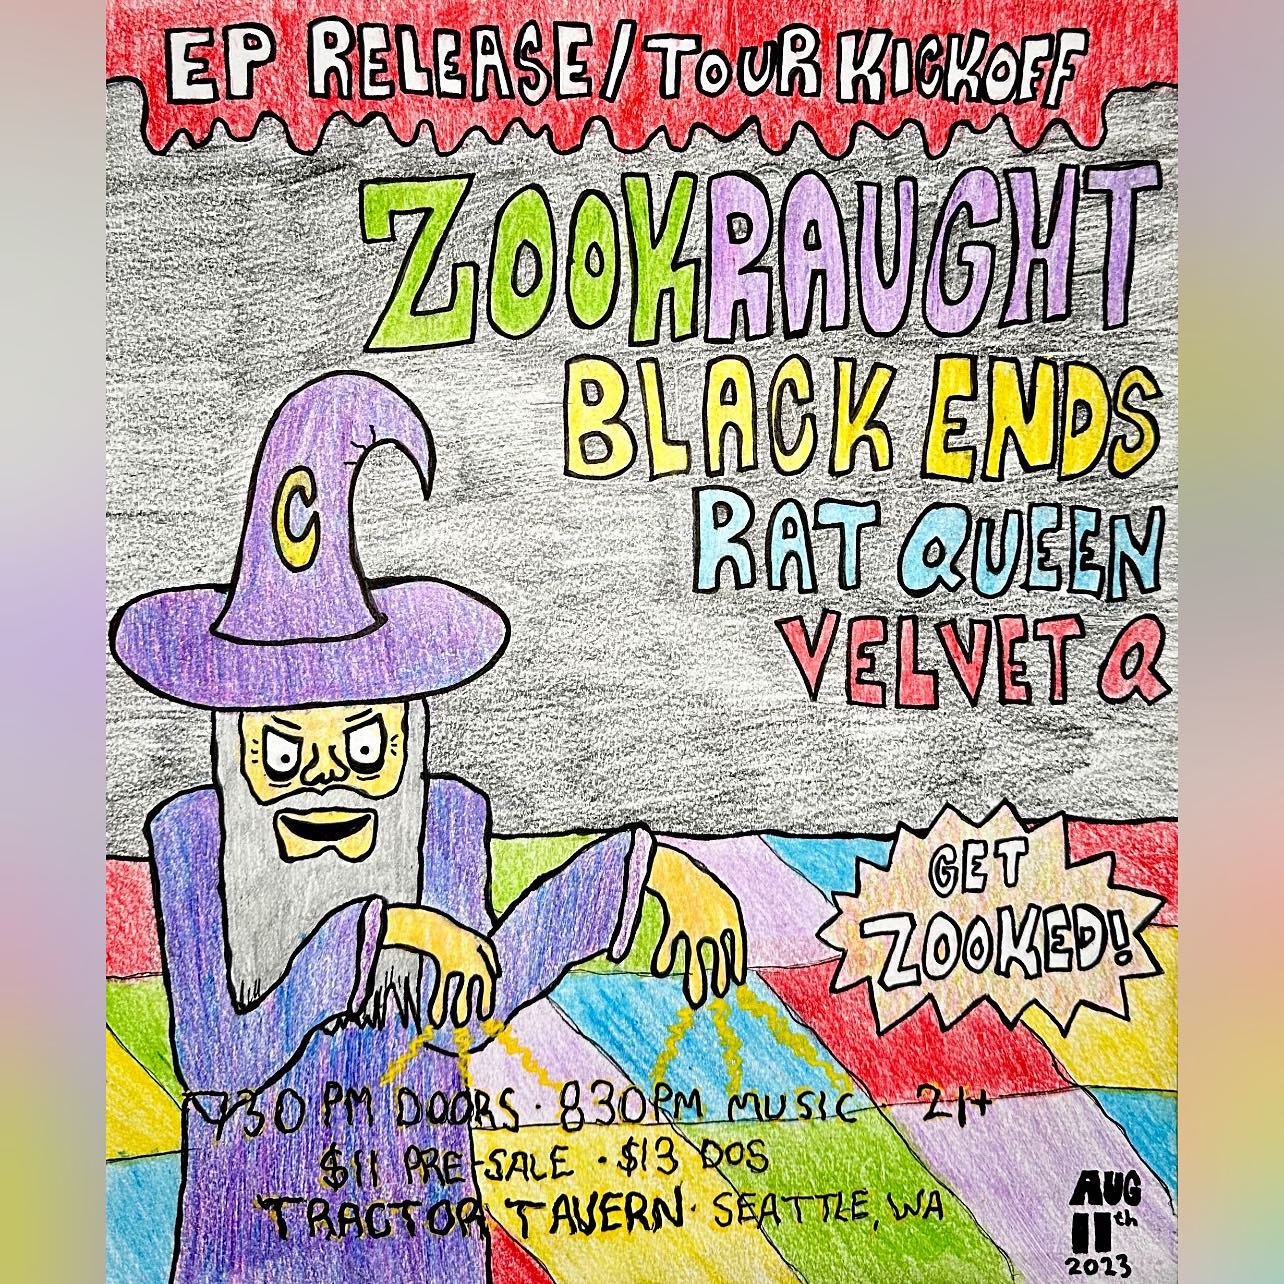 EP RELEASE/TOUR KICKOFF
ZOOKRAUGHT
BLACK ENDS
RAT QUEEN
VELVET Q
C
GET
ZOOKED!
730 PM DOORS · 830PM MUSIC · 21+
$11 PRE-SALE · $13 DOS
TRACTOR TAVERN · SEATTLE, WA
AUG
11th
2023